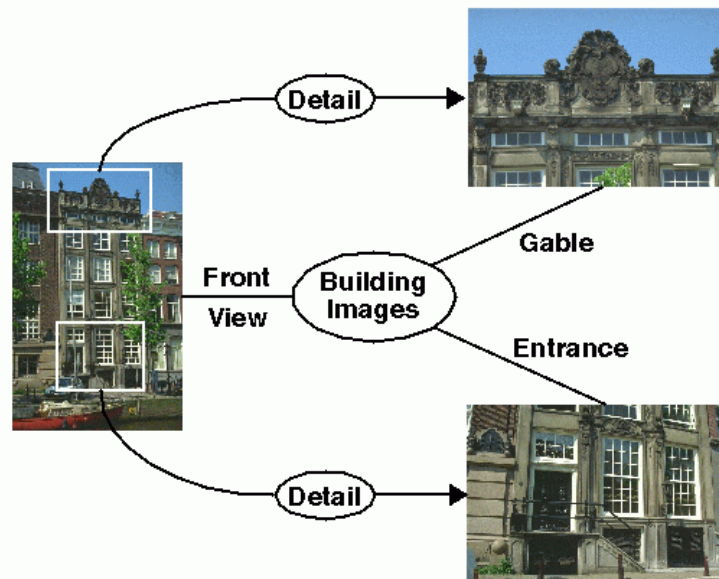 Detail
Gable
Front
View
Building
Images
Entrance
Detail